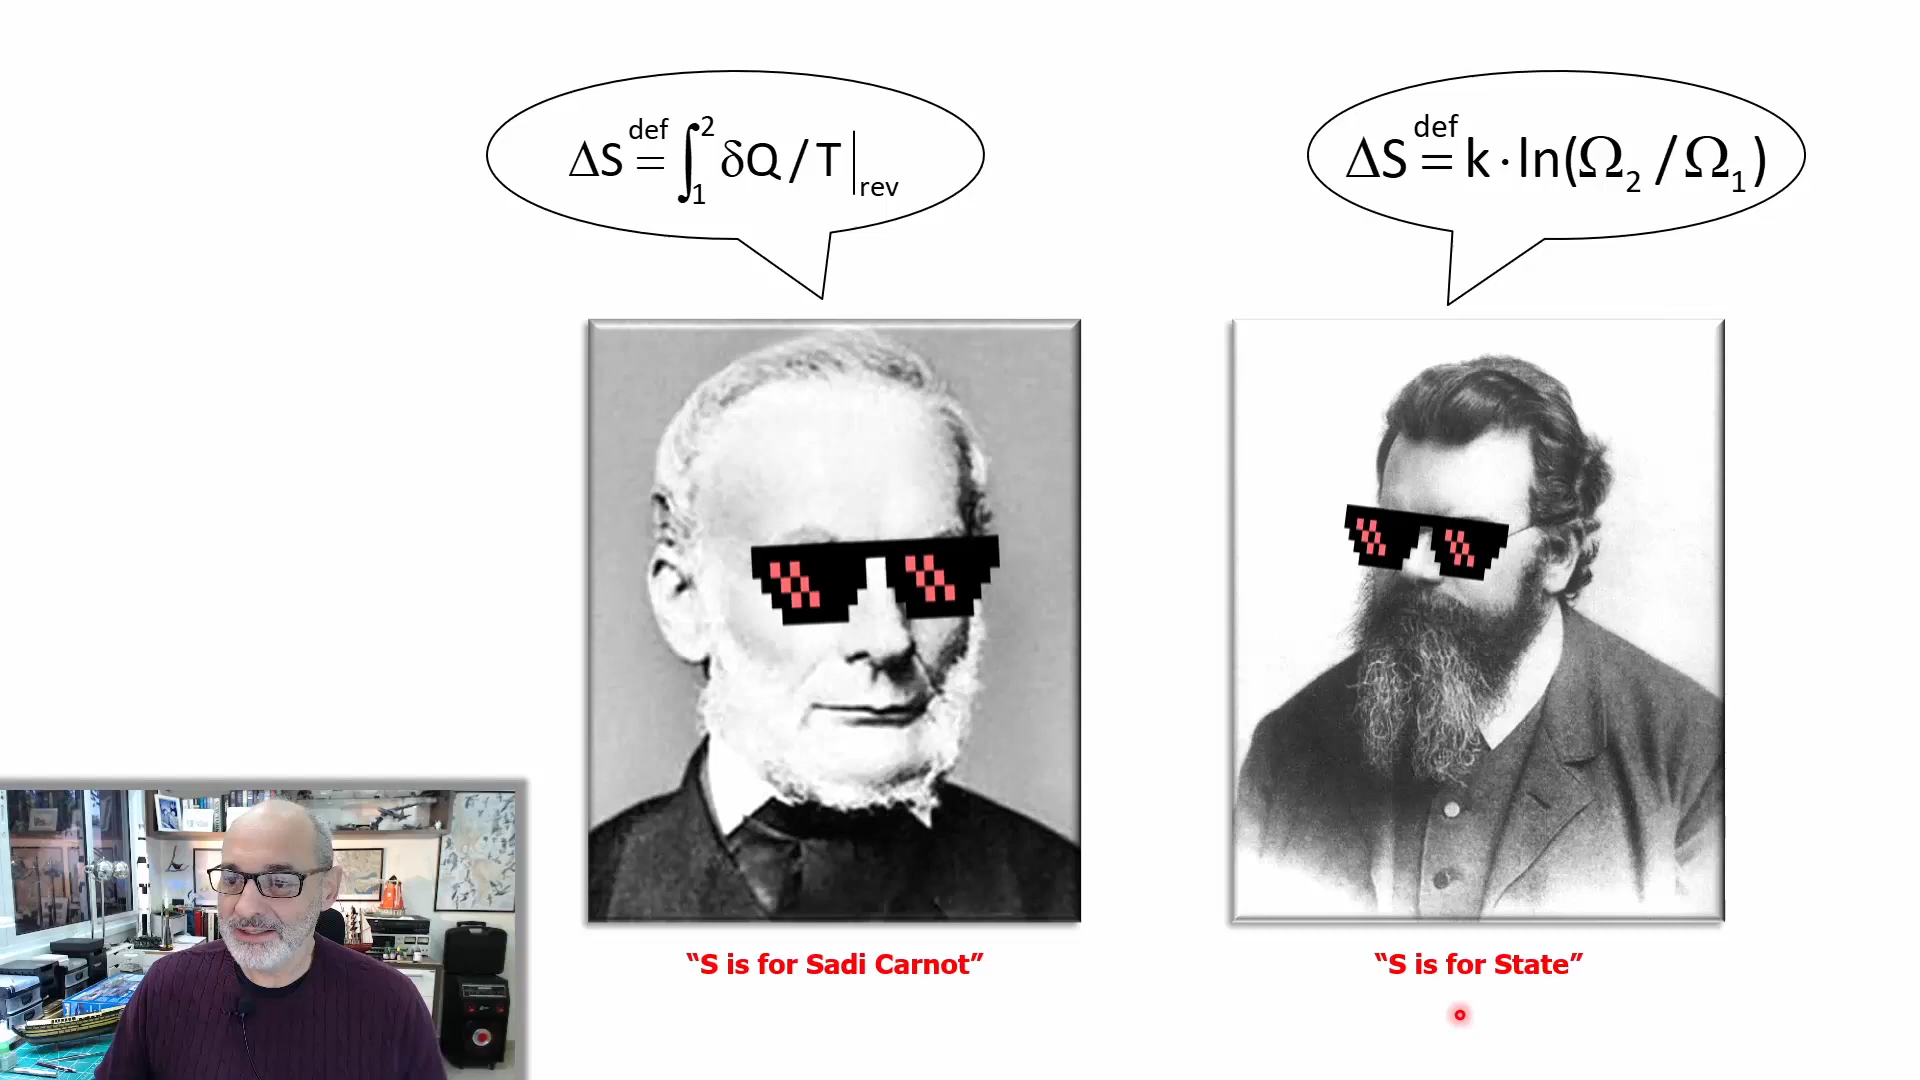 ΔS def= ∫₁² δQ / T |rev
ΔS def= k · ln(Ω₂ / Ω₁)
“S is for Sadi Carnot”
“S is for State”